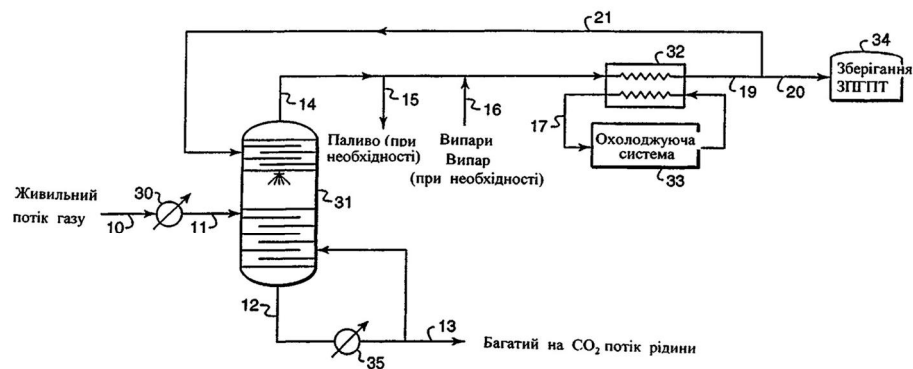 21
34
Зберігання
ЗПГПТ
32
14
15
16
19
20
17
Паливо (при
необхідності)
Випари
Випар
(при необхідності)
Охолоджуюча
система
33
Живильний
потік газу
30
31
10
11
12
13
35
Багатий на CO₂ потік рідини